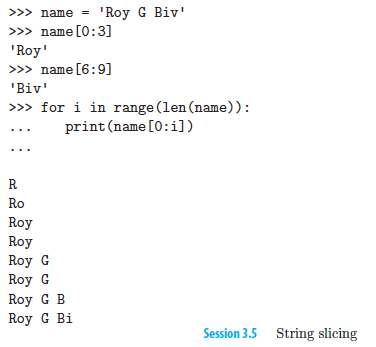 >>> name = 'Roy G Biv'
>>> name[0:3]
'Roy'
>>> name[6:9]
'Biv'
>>> for i in range(len(name)):
...    print(name[0:i])
...
R
Ro
Roy
Roy
Roy G
Roy G
Roy G B
Roy G Bi
Session 3.5 String slicing